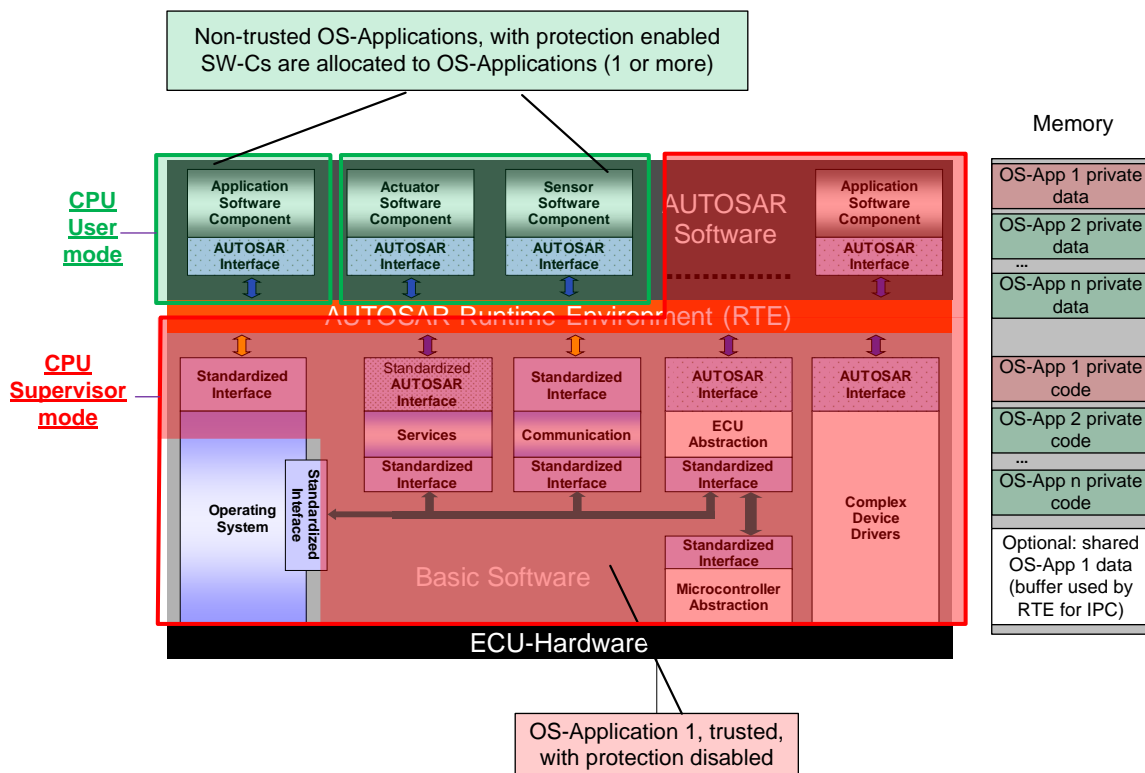 Non-trusted OS-Applications, with protection enabled
SW-Cs are allocated to OS-Applications (1 or more)
Memory
CPU
User
mode
Application
Software
Component
AUTOSAR
Interface
Actuator
Software
Component
AUTOSAR
Interface
Sensor
Software
Component
AUTOSAR
Interface
AUTOSAR
Software
Application
Software
Component
AUTOSAR
Interface
AUTOSAR Runtime Environment (RTE)
CPU
Supervisor
mode
Standardized
Interface
Operating
System
Standardized
Interface
Standardized
AUTOSAR
Interface
Services
Standardized
Interface
Standardized
Interface
Communication
Standardized
Interface
AUTOSAR
Interface
ECU
Abstraction
Standardized
Interface
Standardized
Interface
Microcontroller
Abstraction
AUTOSAR
Interface
Complex
Device
Drivers
Basic Software
ECU-Hardware
OS-App 1 private
data
OS-App 2 private
data
...
OS-App n private
data
OS-App 1 private
code
OS-App 2 private
code
...
OS-App n private
code
Optional: shared
OS-App 1 data
(buffer used by
RTE for IPC)
OS-Application 1, trusted,
with protection disabled